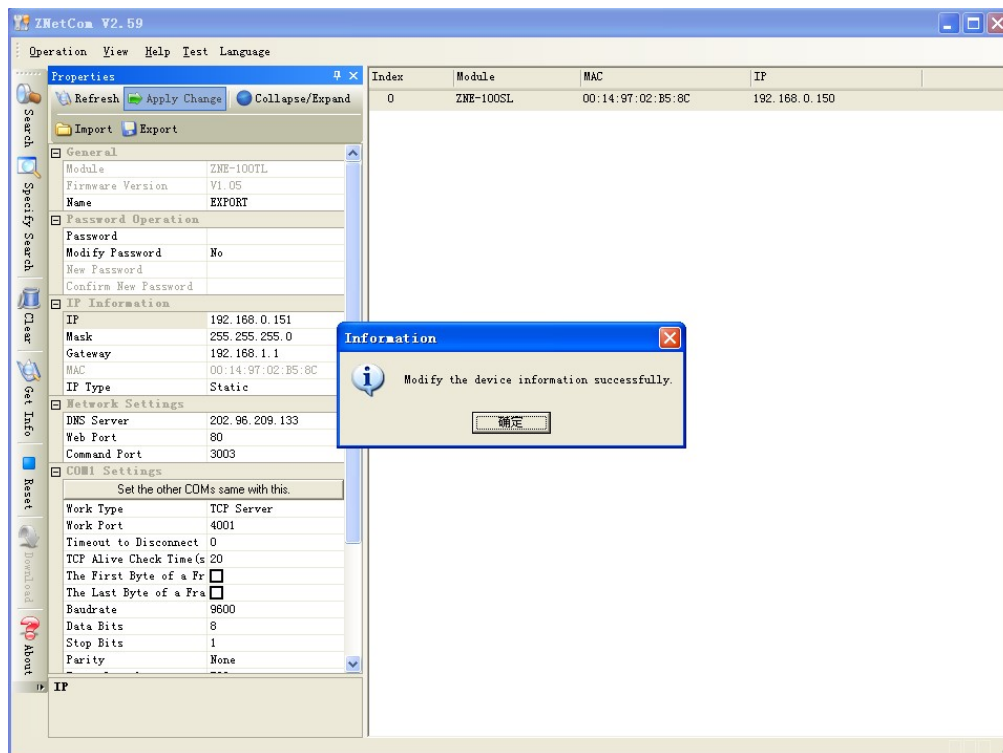 ZNetCom V2.59
Operation View Help Test Language
Search
Specify Search
Clear
Get Info
Reset
Download
About
Properties
Refresh Apply Change Collapse/Expand
Import Export
General
Module ZNE-100TL
Firmware Version V1.05
Name EXPORT
Password Operation
Password
Modify Password No
New Password
Confirm New Password
IP Information
IP 192.168.0.151
Mask 255.255.255.0
Gateway 192.168.1.1
MAC 00:14:97:02:B5:8C
IP Type Static
Network Settings
DNS Server 202.96.209.133
Web Port 80
Command Port 3003
COM1 Settings
Set the other COMs same with this.
Work Type TCP Server
Work Port 4001
Timeout to Disconnect 0
TCP Alive Check Time(s 20
The First Byte of a Fr
The Last Byte of a Fra
Baudrate 9600
Data Bits 8
Stop Bits 1
Parity None
IP
Index Module MAC IP
0 ZNE-100SL 00:14:97:02:B5:8C 192.168.0.150
Information
Modify the device information successfully.
确定